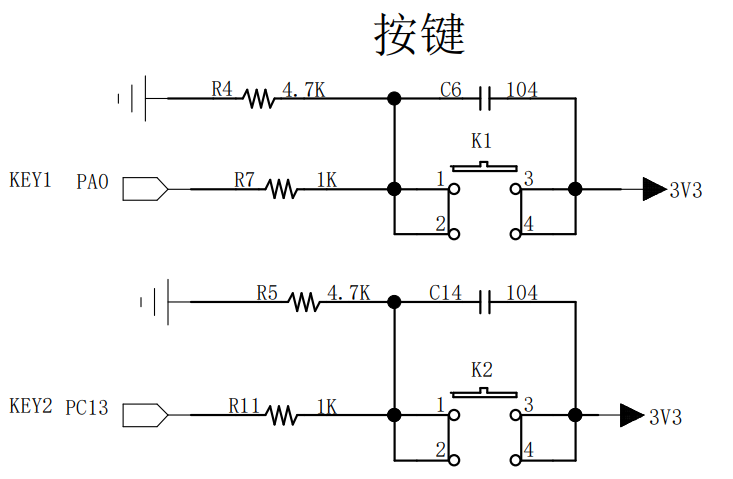 按键
R4 4.7K C6 104
K1
KEY1 PA0 R7 1K 1 3 3V3
2 4
R5 4.7K C14 104
K2
KEY2 PC13 R11 1K 1 3 3V3
2 4